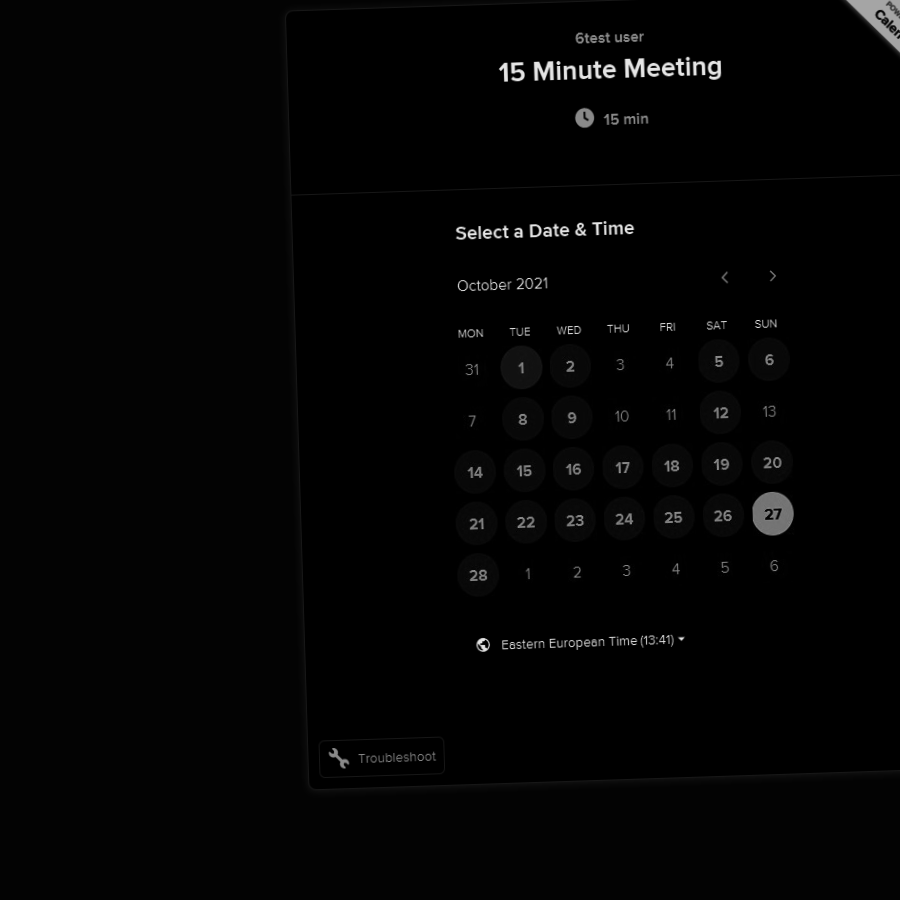 6test user
15 Minute Meeting
15 min
Select a Date & Time
October 2021
MON TUE WED THU FRI SAT SUN
31 1 2 3 4 5 6
7 8 9 10 11 12 13
14 15 16 17 18 19 20
21 22 23 24 25 26 27
28 1 2 3 4 5 6
Eastern European Time (13:41)
Troubleshoot